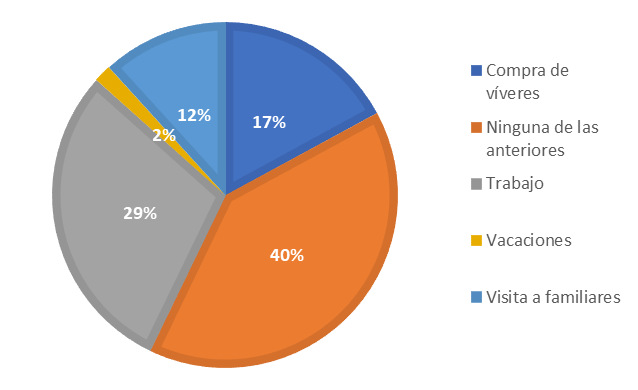 12%
17%
2%
29%
40%
Compra de
víveres
Ninguna de las
anteriores
Trabajo
Vacaciones
Visita a familiares